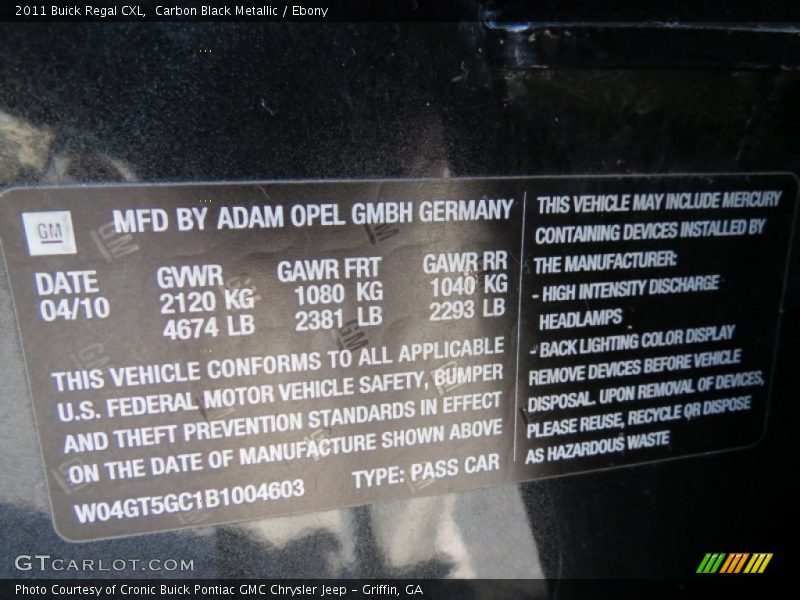 2011 Buick Regal CXL, Carbon Black Metallic / Ebony
GM
MFD BY ADAM OPEL GMBH GERMANY
DATE GVWR GAWR FRT GAWR RR
04/10 2120 KG 1080 KG 1040 KG
4674 LB 2381 LB 2293 LB
THIS VEHICLE CONFORMS TO ALL APPLICABLE
U.S. FEDERAL MOTOR VEHICLE SAFETY, BUMPER
AND THEFT PREVENTION STANDARDS IN EFFECT
ON THE DATE OF MANUFACTURE SHOWN ABOVE
W04GT5GC1B1004603 TYPE: PASS CAR
THIS VEHICLE MAY INCLUDE MERCURY
CONTAINING DEVICES INSTALLED BY
THE MANUFACTURER:
- HIGH INTENSITY DISCHARGE
HEADLAMPS
- BACK LIGHTING COLOR DISPLAY
REMOVE DEVICES BEFORE VEHICLE
DISPOSAL. UPON REMOVAL OF DEVICES,
PLEASE REUSE, RECYCLE OR DISPOSE
AS HAZARDOUS WASTE
GTCARLOT.COM
Photo Courtesy of Cronic Buick Pontiac GMC Chrysler Jeep - Griffin, GA